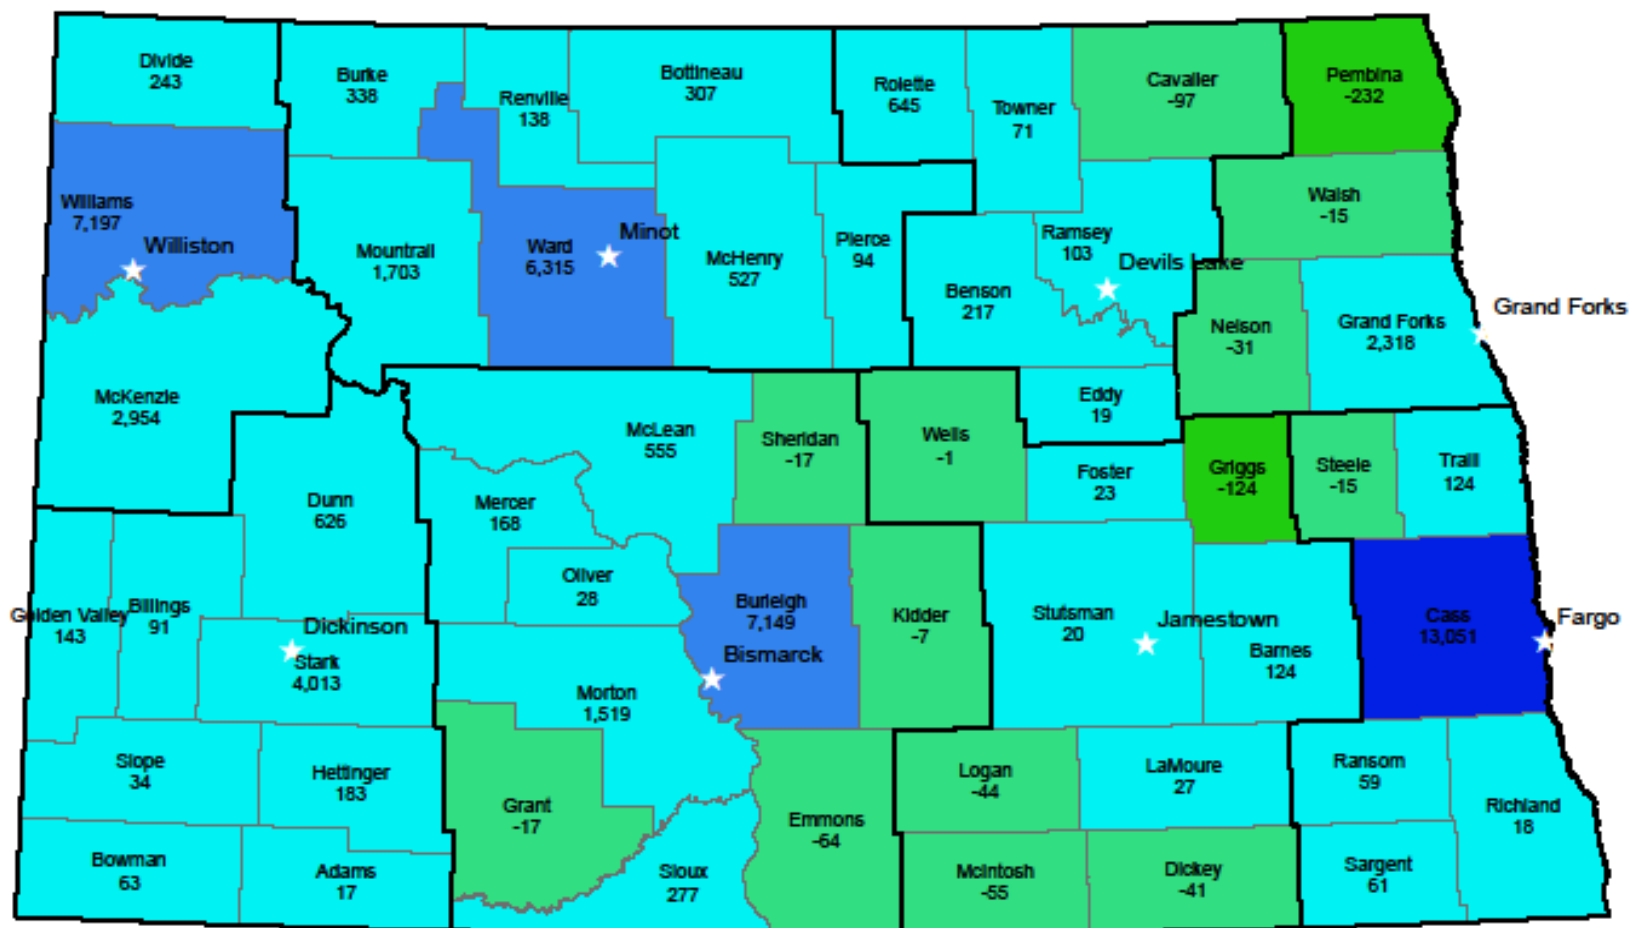 Divide
243
Burke
338
Renville
138
Bottineau
307
Rolette
645
Towner
71
Cavalier
-97
Pembina
-232
Williams
7,197
Williston
Mountrail
1,703
Ward
6,315
Minot
McHenry
527
Pierce
94
Benson
217
Ramsey
103
Devils Lake
Walsh
-15
Nelson
-31
Grand Forks
2,318
Grand Forks
McKenzie
2,954
Dunn
626
McLean
555
Mercer
168
Oliver
28
Sheridan
-17
Wells
-1
Eddy
19
Foster
23
Griggs
-124
Steele
-15
Traill
124
Golden Valley
143
Billings
91
Dickinson
Stark
4,013
Morton
1,519
Burleigh
7,149
Bismarck
Kidder
-7
Stutsman
20
Jamestown
Barnes
124
Cass
13,051
Fargo
Slope
34
Hettinger
183
Grant
-17
Bowman
63
Adams
17
Sioux
277
Emmons
-64
Logan
-44
LaMoure
27
Ransom
59
Richland
18
McIntosh
-55
Dickey
-41
Sargent
61